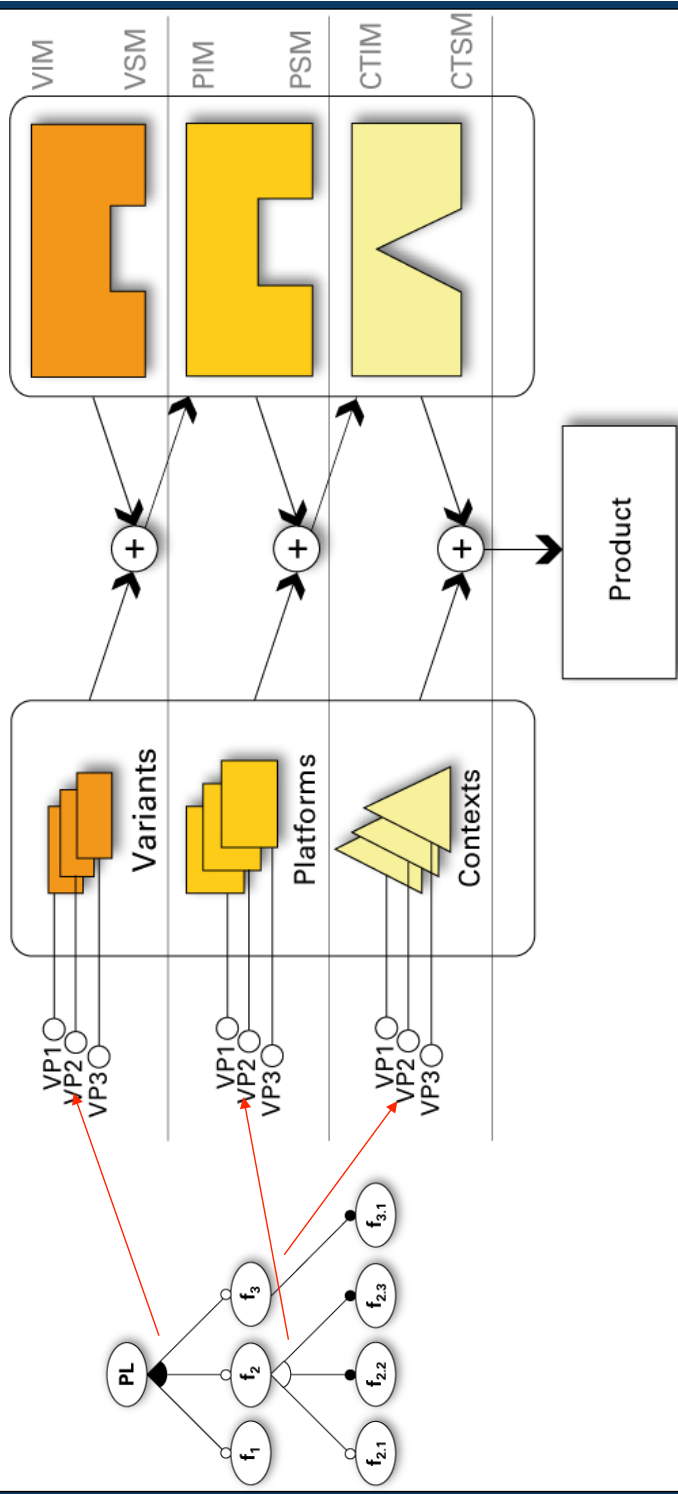 VIM
VSM
PIM
PSM
CTIM
CTSM
Variants
Platforms
Contexts
Product
VP1
VP2
VP3
VP1
VP2
VP3
VP1
VP2
VP3
PL
f1
f2
f3
f2.1
f2.2
f2.3
f3.1
+
+
+